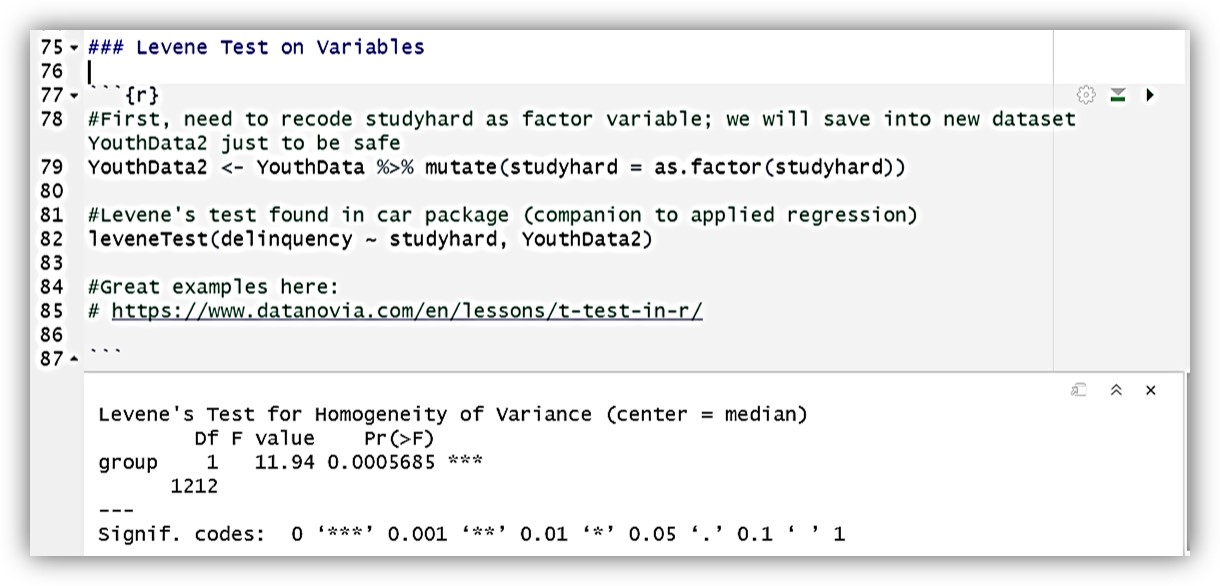 75 ### Levene Test on Variables
76
77 ```{r}
78 #First, need to recode studyhard as factor variable; we will save into new dataset
YouthData2 just to be safe
79 YouthData2 <- YouthData %>% mutate(studyhard = as.factor(studyhard))
80
81 #Levene's test found in car package (companion to applied regression)
82 leveneTest(delinquency ~ studyhard, YouthData2)
83
84 #Great examples here:
85 # https://www.datanovia.com/en/lessons/t-test-in-r/
86
87 ```
Levene's Test for Homogeneity of Variance (center = median)
Df F value Pr(>F)
group 1 11.94 0.0005685 ***
1212
---
Signif. codes: 0 ‘***’ 0.001 ‘**’ 0.01 ‘*’ 0.05 ‘.’ 0.1 ‘ ’ 1